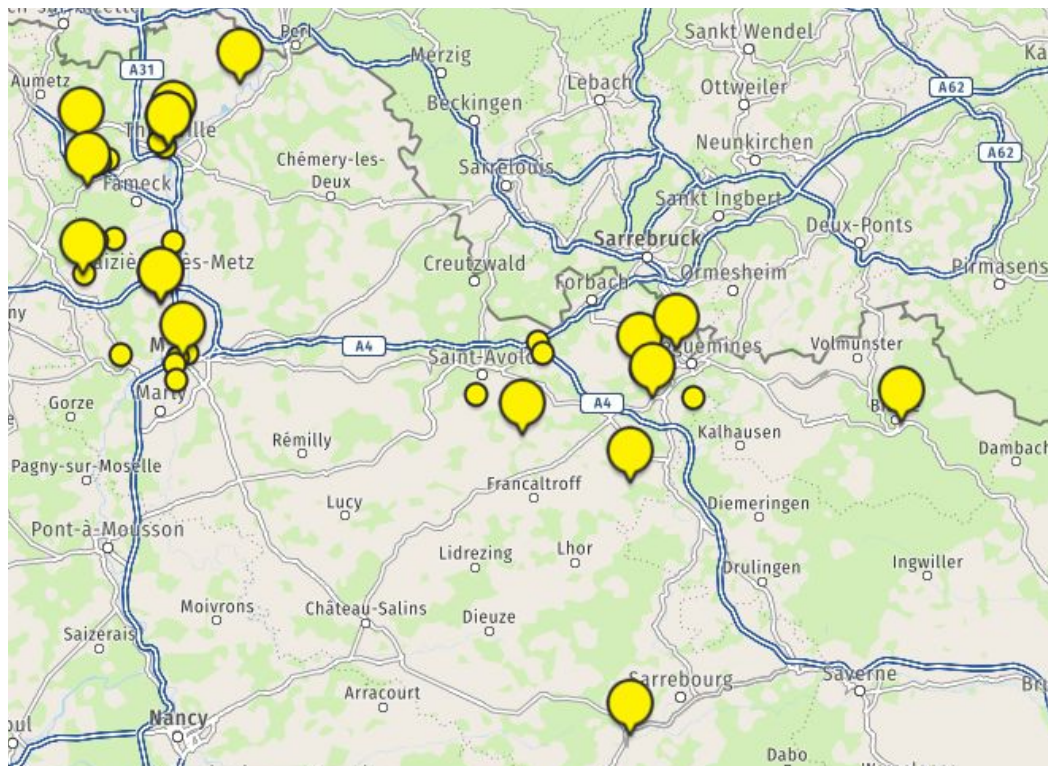 Perl
Sankt Wendel
Merzig
Aumetz
A31
Lebach
Ottweiler
A62
Beckingen
Neunkirchen
A62
Chémery-les-
Deux
Sarrelouis
Fameck
Sankt Ingbert
Deux-Ponts
Sarrebruck
Creutzwald
Ormesheim
Pirmasens
Forbach
A4
Saint-Avold
Volmunster
Marly
Gorze
A4
Rémilly
Kalhausen
Dambach
Pagny-sur-Moselle
Francaltroff
Lucy
Diemeringen
Pont-à-Mousson
Lidrezing
Lhor
Ingwiller
Drulingen
Moivrons
Château-Salins
Dieuze
Saizerais
Sarrebourg
Saverne
Arracourt
Nancy
Dabo